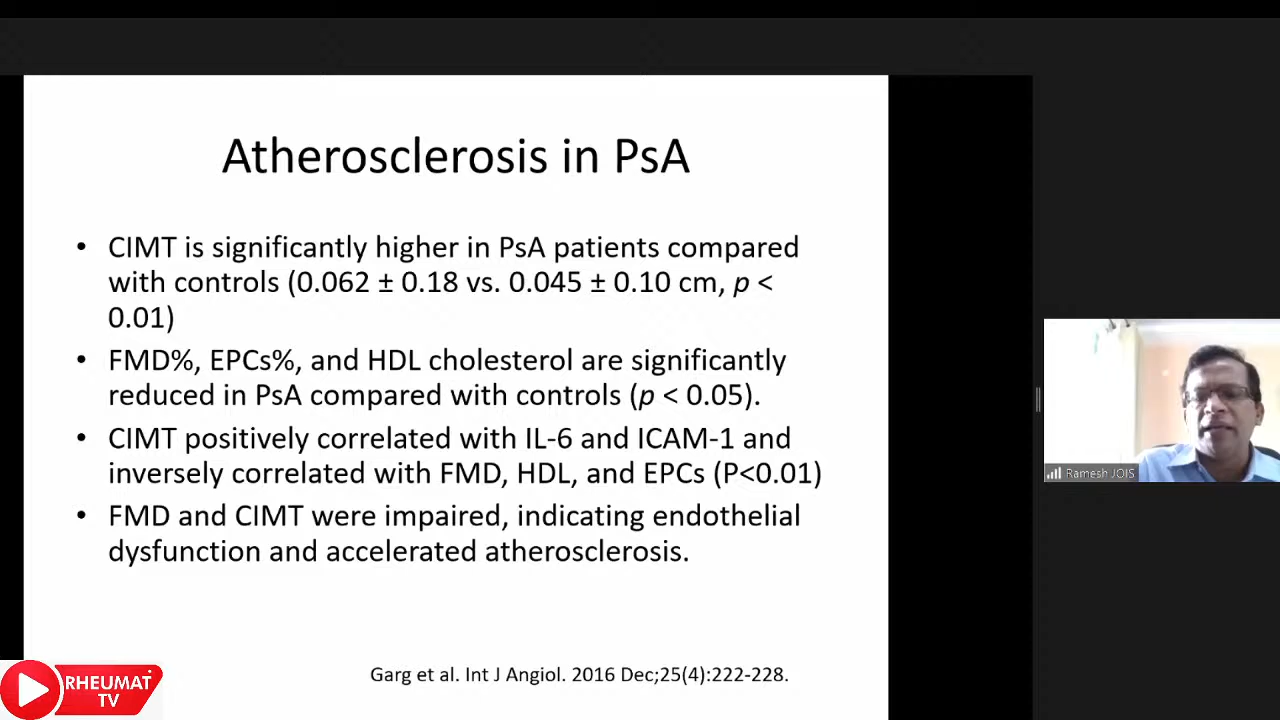 Atherosclerosis in PsA
• CIMT is significantly higher in PsA patients compared
with controls (0.062 ± 0.18 vs. 0.045 ± 0.10 cm, p <
0.01)
• FMD%, EPCs%, and HDL cholesterol are significantly
reduced in PsA compared with controls (p < 0.05).
• CIMT positively correlated with IL-6 and ICAM-1 and
inversely correlated with FMD, HDL, and EPCs (P<0.01)
• FMD and CIMT were impaired, indicating endothelial
dysfunction and accelerated atherosclerosis.
Garg et al. Int J Angiol. 2016 Dec;25(4):222-228.
Ramesh JOIS
RHEUMAT
TV